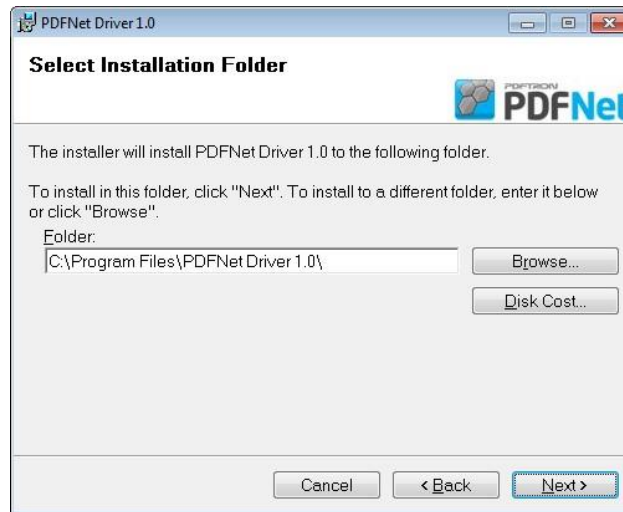 PDFNet Driver 1.0
Select Installation Folder
PDFTRON
PDFNet
The installer will install PDFNet Driver 1.0 to the following folder.
To install in this folder, click "Next". To install to a different folder, enter it below
or click "Browse".
Folder:
C:\Program Files\PDFNet Driver 1.0\
Browse...
Disk Cost...
Cancel
< Back
Next >